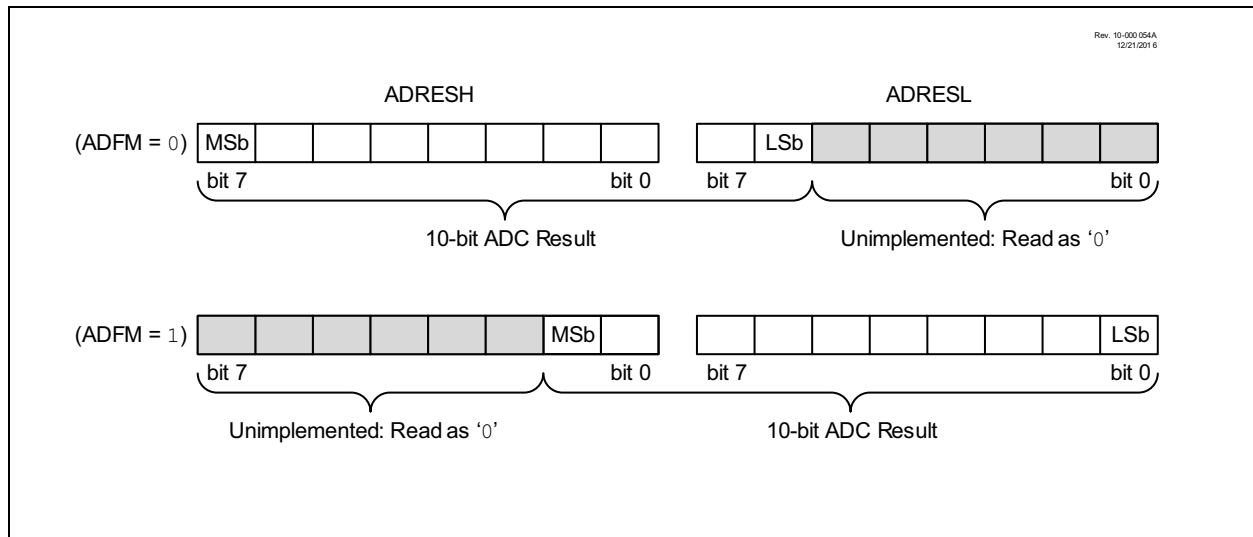 Rev. 10-000 054A
12/21/201 6
ADRESH ADRESL
(ADFM = 0) MSb LSb
bit 7 bit 0 bit 7 bit 0
10-bit ADC Result Unimplemented: Read as ‘0’
(ADFM = 1) MSb LSb
bit 7 bit 0 bit 7 bit 0
Unimplemented: Read as ‘0’ 10-bit ADC Result